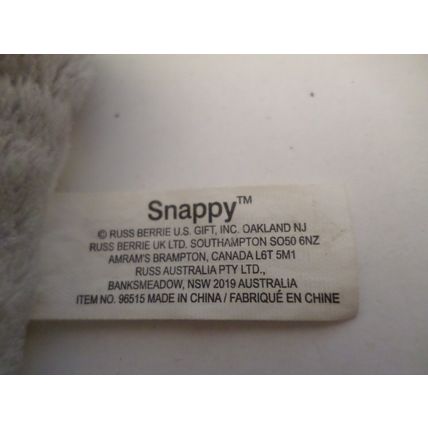 Snappy™
© RUSS BERRIE U.S. GIFT, INC. OAKLAND NJ
RUSS BERRIE UK LTD. SOUTHAMPTON SO50 6NZ
AMRAM'S BRAMPTON, CANADA L6T 5M1
RUSS AUSTRALIA PTY LTD.,
BANKSMEADOW, NSW 2019 AUSTRALIA
ITEM NO. 96515 MADE IN CHINA / FABRIQUÉ EN CHINE